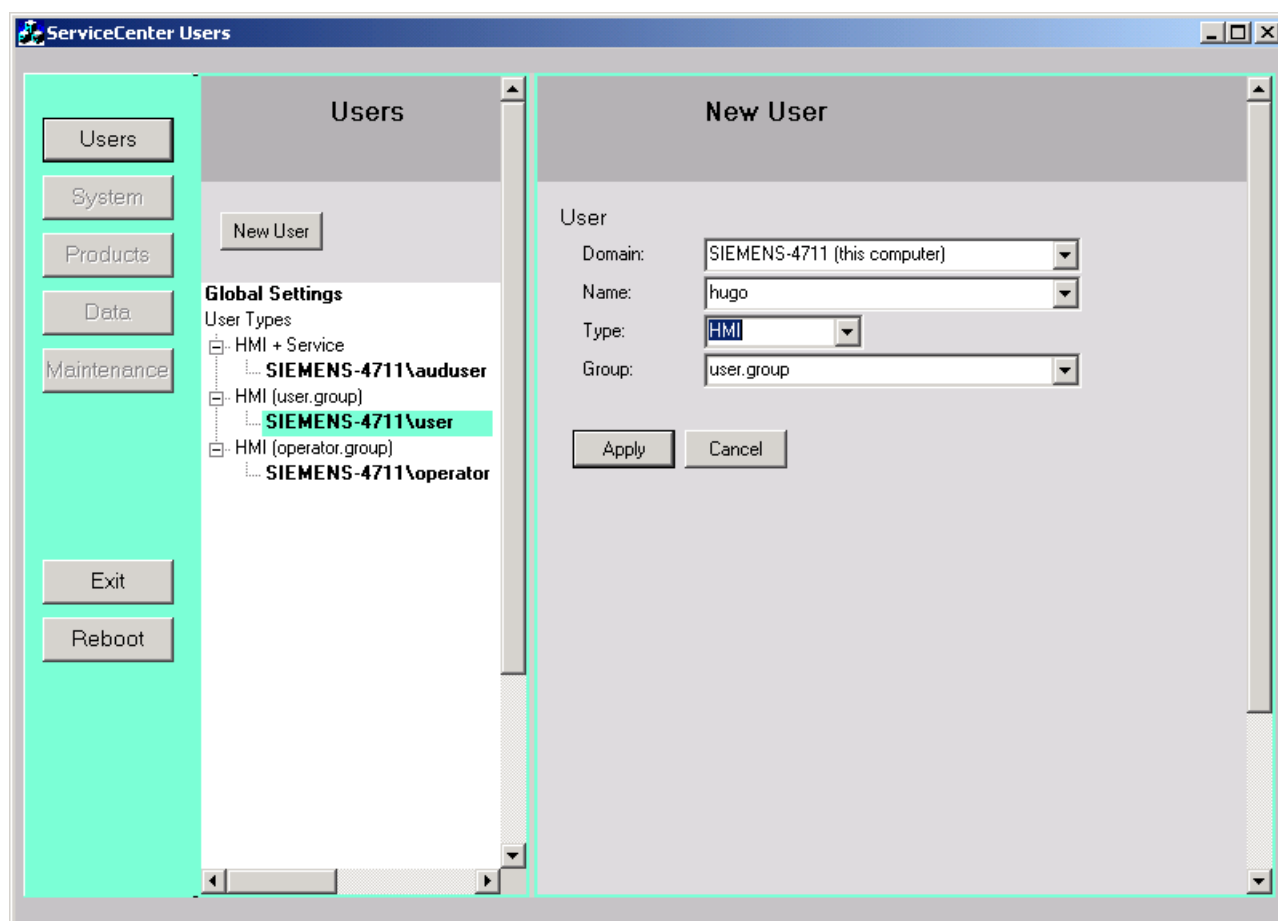 ServiceCenter Users
Users
System
Products
Data
Maintenance
Exit
Reboot
Users
New User
Global Settings
User Types
HMI + Service
SIEMENS-4711\auduser
HMI (user.group)
SIEMENS-4711\user
HMI (operator.group)
SIEMENS-4711\operator
New User
User
Domain: SIEMENS-4711 (this computer)
Name: hugo
Type: HMI
Group: user.group
Apply Cancel